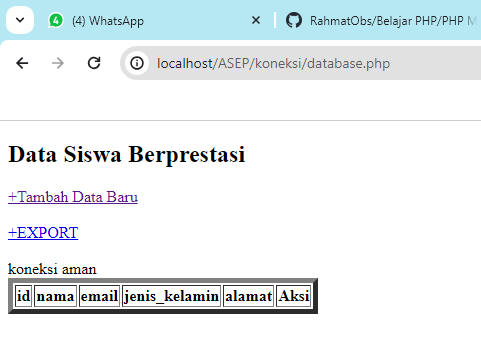 4 (4) WhatsApp
RahmatObs/Belajar PHP/PHP M
localhost/ASEP/koneksi/database.php
Data Siswa Berprestasi
+Tambah Data Baru
+EXPORT
koneksi aman
id nama email jenis_kelamin alamat Aksi